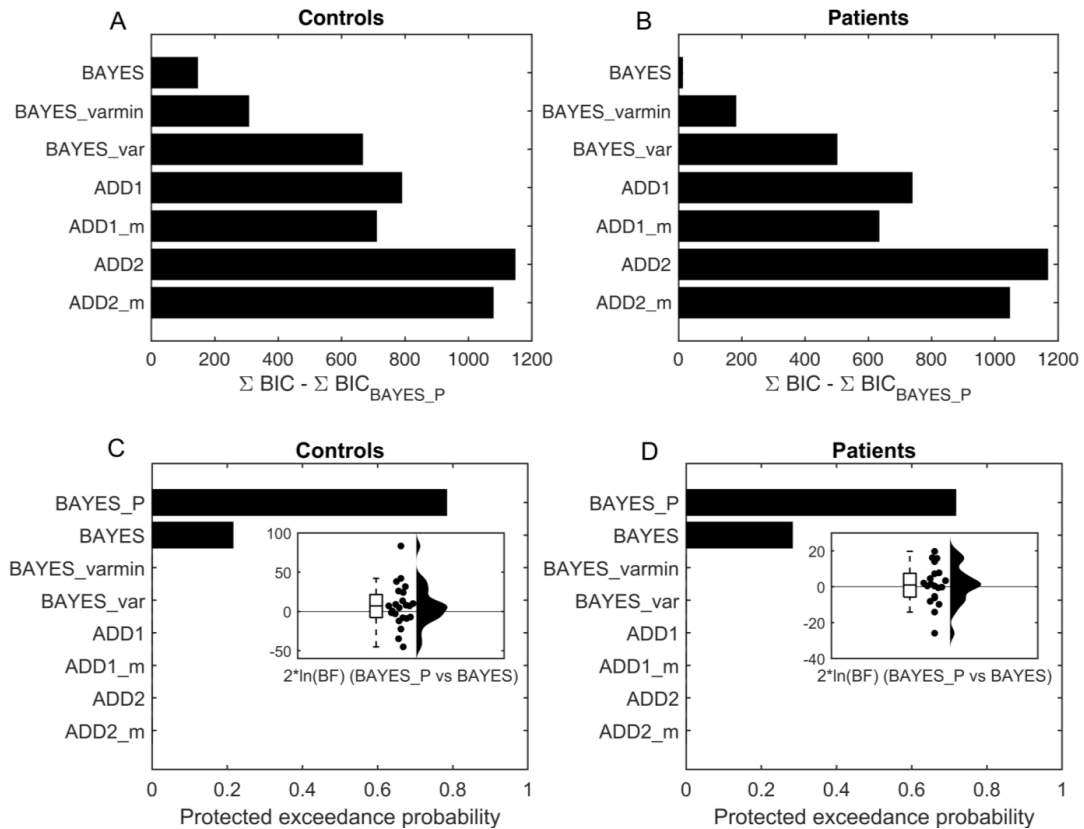 A
Controls
BAYES
BAYES_varmin
BAYES_var
ADD1
ADD1_m
ADD2
ADD2_m
0 200 400 600 800 1000 1200
Σ BIC - Σ BIC BAYES_P
B
Patients
BAYES
BAYES_varmin
BAYES_var
ADD1
ADD1_m
ADD2
ADD2_m
0 200 400 600 800 1000 1200
Σ BIC - Σ BIC BAYES_P
C
Controls
BAYES_P
BAYES
BAYES_varmin
BAYES_var
ADD1
ADD1_m
ADD2
ADD2_m
100
50
0
-50
2*ln(BF) (BAYES_P vs BAYES)
0 0.2 0.4 0.6 0.8 1
Protected exceedance probability
D
Patients
BAYES_P
BAYES
BAYES_varmin
BAYES_var
ADD1
ADD1_m
ADD2
ADD2_m
20
0
-20
-40
2*ln(BF) (BAYES_P vs BAYES)
0 0.2 0.4 0.6 0.8 1
Protected exceedance probability